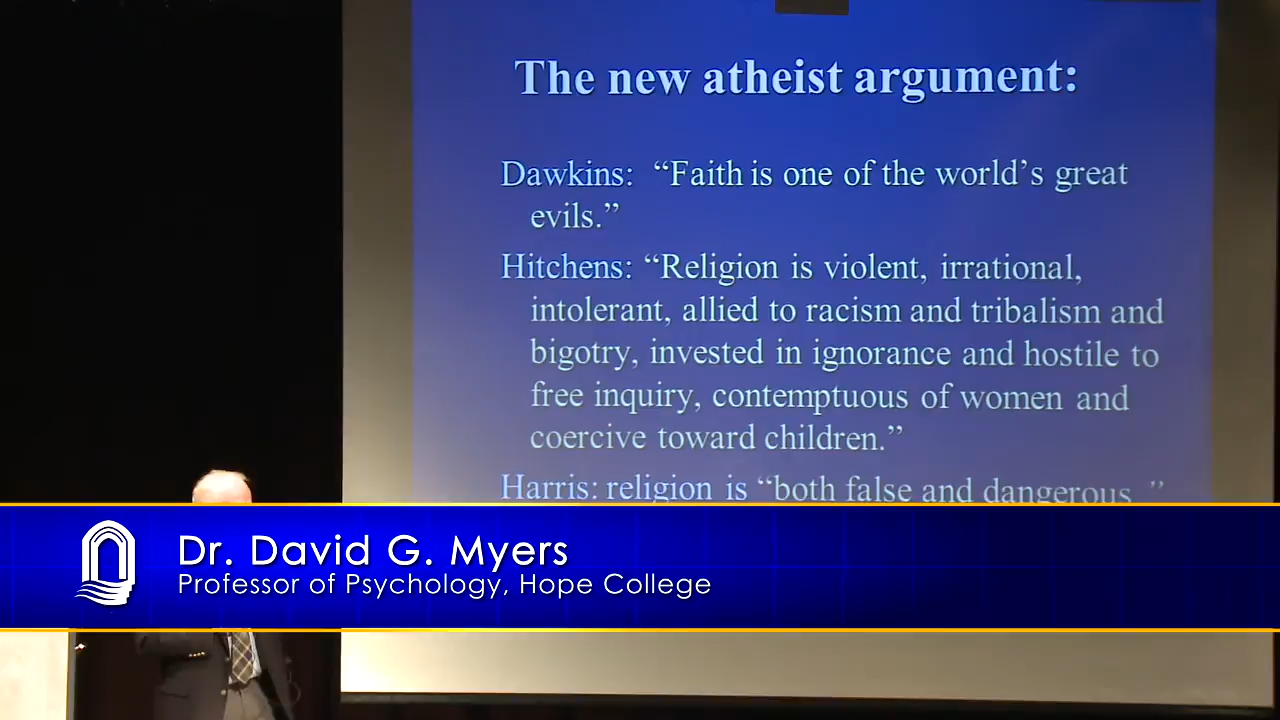 The new atheist argument:
Dawkins: “Faith is one of the world’s great
evils.”
Hitchens: “Religion is violent, irrational,
intolerant, allied to racism and tribalism and
bigotry, invested in ignorance and hostile to
free inquiry, contemptuous of women and
coercive toward children.”
Harris: religion is “both false and dangerous ”
Dr. David G. Myers
Professor of Psychology, Hope College